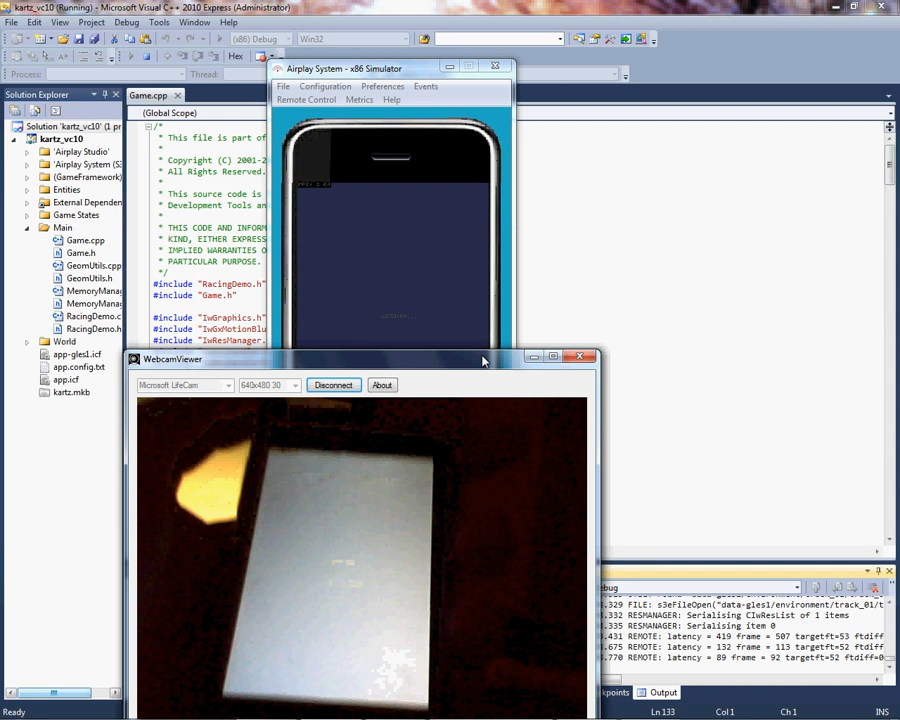 kartz_vc10 (Running) - Microsoft Visual C++ 2010 Express (Administrator)
File Edit View Project Debug Tools Window Help
(x86) Debug Win32
Hex
Process: Thread:
Solution Explorer
Solution 'kartz_vc10' (1 pr
kartz_vc10
'Airplay Studio'
'Airplay System (S
(GameFramework)
Entities
External Depender
Game States
Main
Game.cpp
Game.h
GeomUtils.cpp
GeomUtils.h
MemoryMana
MemoryMana
RacingDemo.c
RacingDemo.h
World
app-gles1.icf
app.config.txt
app.icf
kartz.mkb
Game.cpp
(Global Scope)
/*
* This file is part of
* Copyright (C) 2001-2
* All Rights Reserved.
* This source code is
* Development Tools an
* THIS CODE AND INFORM
* KIND, EITHER EXPRESS
* IMPLIED WARRANTIES O
* PARTICULAR PURPOSE.
*/
#include "RacingDemo.h"
#include "Game.h"
#include "IwGraphics.h"
#include "IwGxMotionBlu
#include "IwResManager.
Airplay System - x86 Simulator
File Configuration Preferences Events
Remote Control Metrics Help
WebcamViewer
Microsoft LifeCam 640x480 30 Disconnect About
ebug
.329 FILE: s3eFileOpen("data-gles1/environment/track_01/t
.332 RESMANAGER: Serialising CIwResList of 1 items
.335 RESMANAGER: Serialising item 0
.431 REMOTE: latency = 419 frame = 507 targetft=53 ftdiff
.675 REMOTE: latency = 132 frame = 113 targetft=52 ftdiff
.770 REMOTE: latency = 89 frame = 92 targetft=52 ftdiff=0
kpoints Output
Ready Ln 133 Col 1 Ch 1 INS